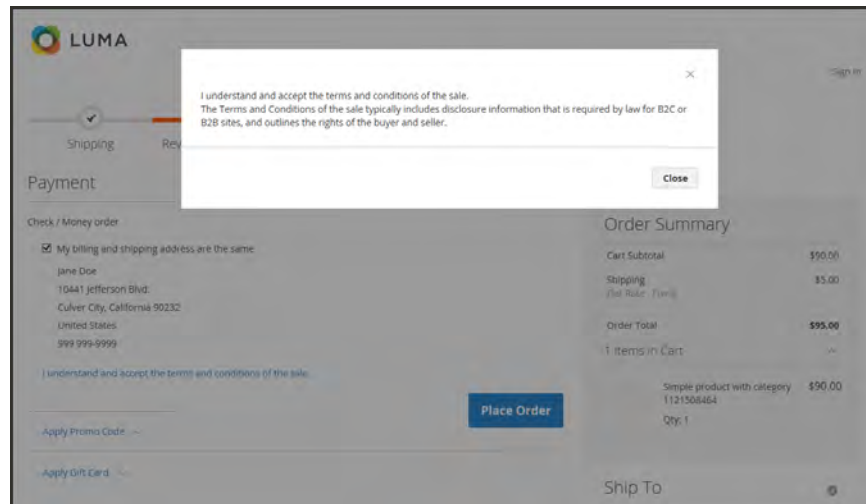 LUMA
Sign In
×
I understand and accept the terms and conditions of the sale.
The Terms and Conditions of the sale typically includes disclosure information that is required by law for B2C or
B2B sites, and outlines the rights of the buyer and seller.
Close
Shipping
Rev
Payment
Check / Money order
My billing and shipping address are the same
Jane Doe
10441 Jefferson Blvd.
Culver City, California 90232
United States
999 999-9999
I understand and accept the terms and conditions of the sale.
Place Order
Apply Promo Code
Apply Gift Card
Order Summary
Cart Subtotal $90.00
Shipping $5.00
Flat Rate - Fixed
Order Total $95.00
1 Items in Cart
Simple product with category $90.00
1121508464
Qty: 1
Ship To